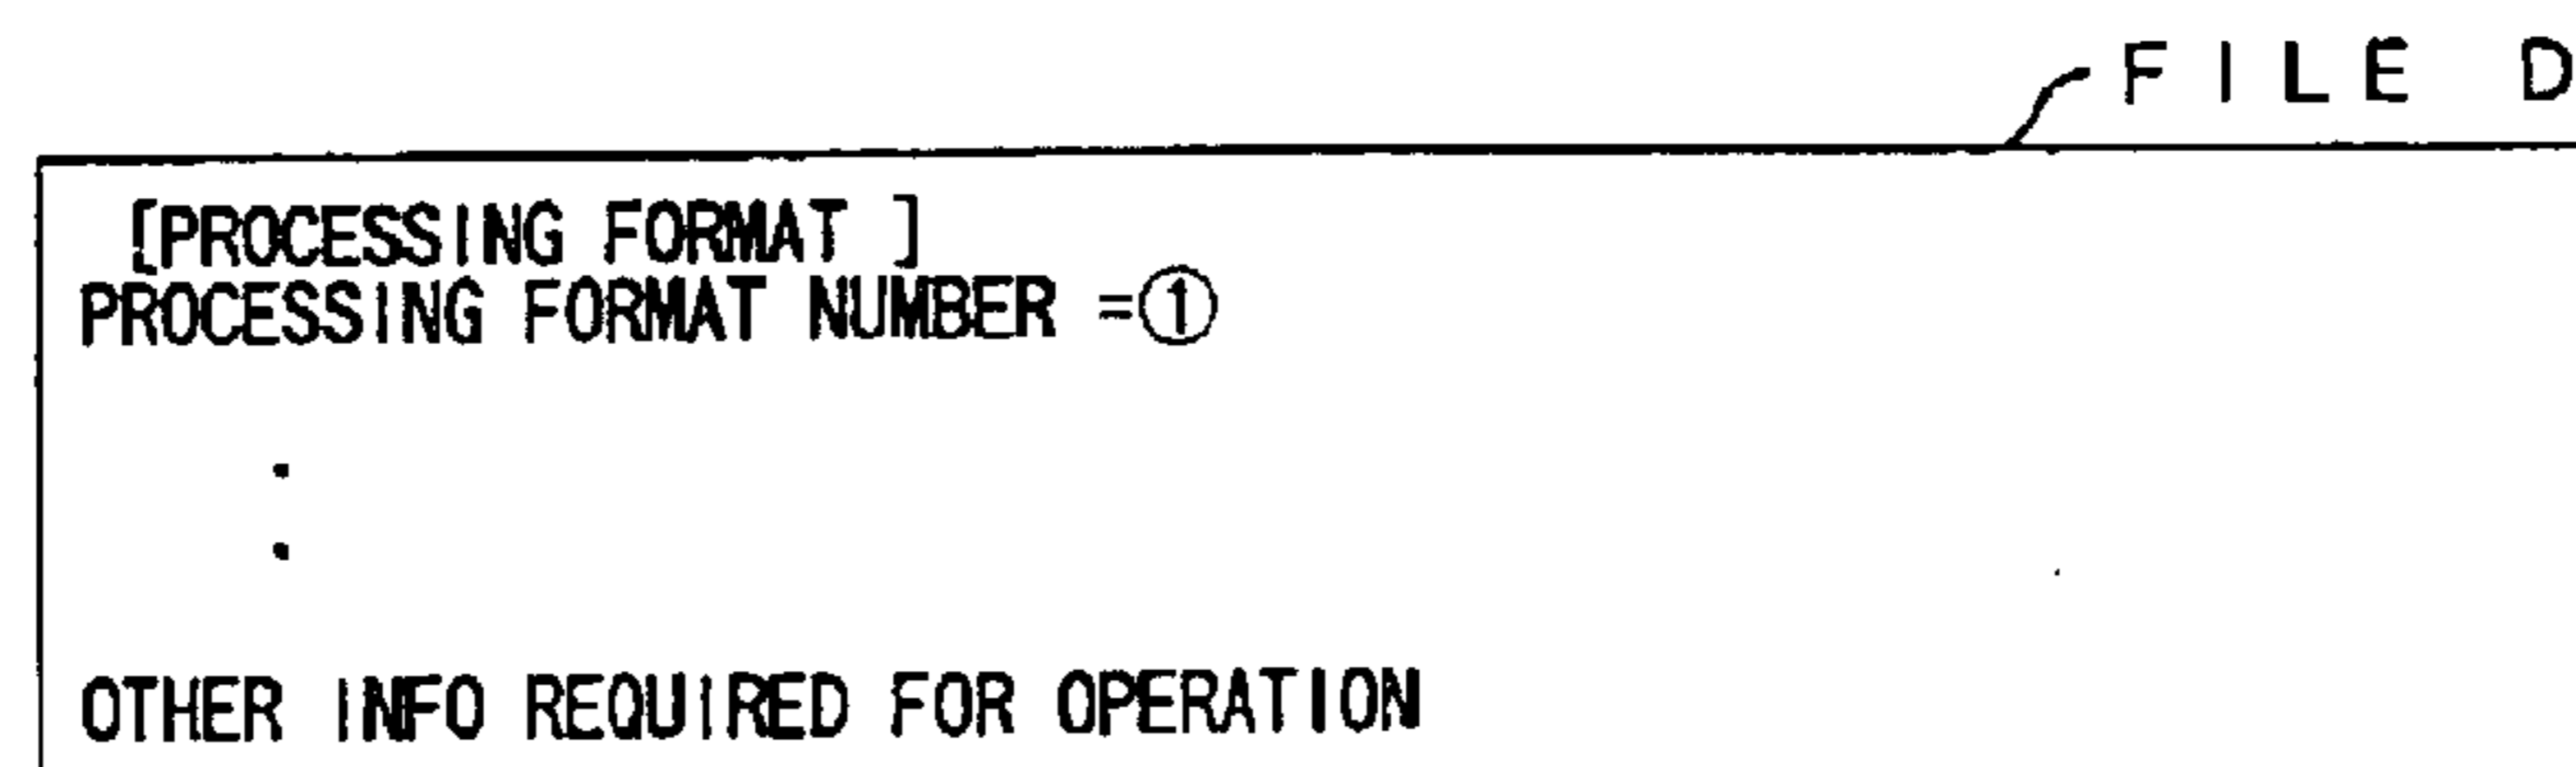 FILE D
[PROCESSING FORMAT ]
PROCESSING FORMAT NUMBER =①
:
OTHER INFO REQUIRED FOR OPERATION